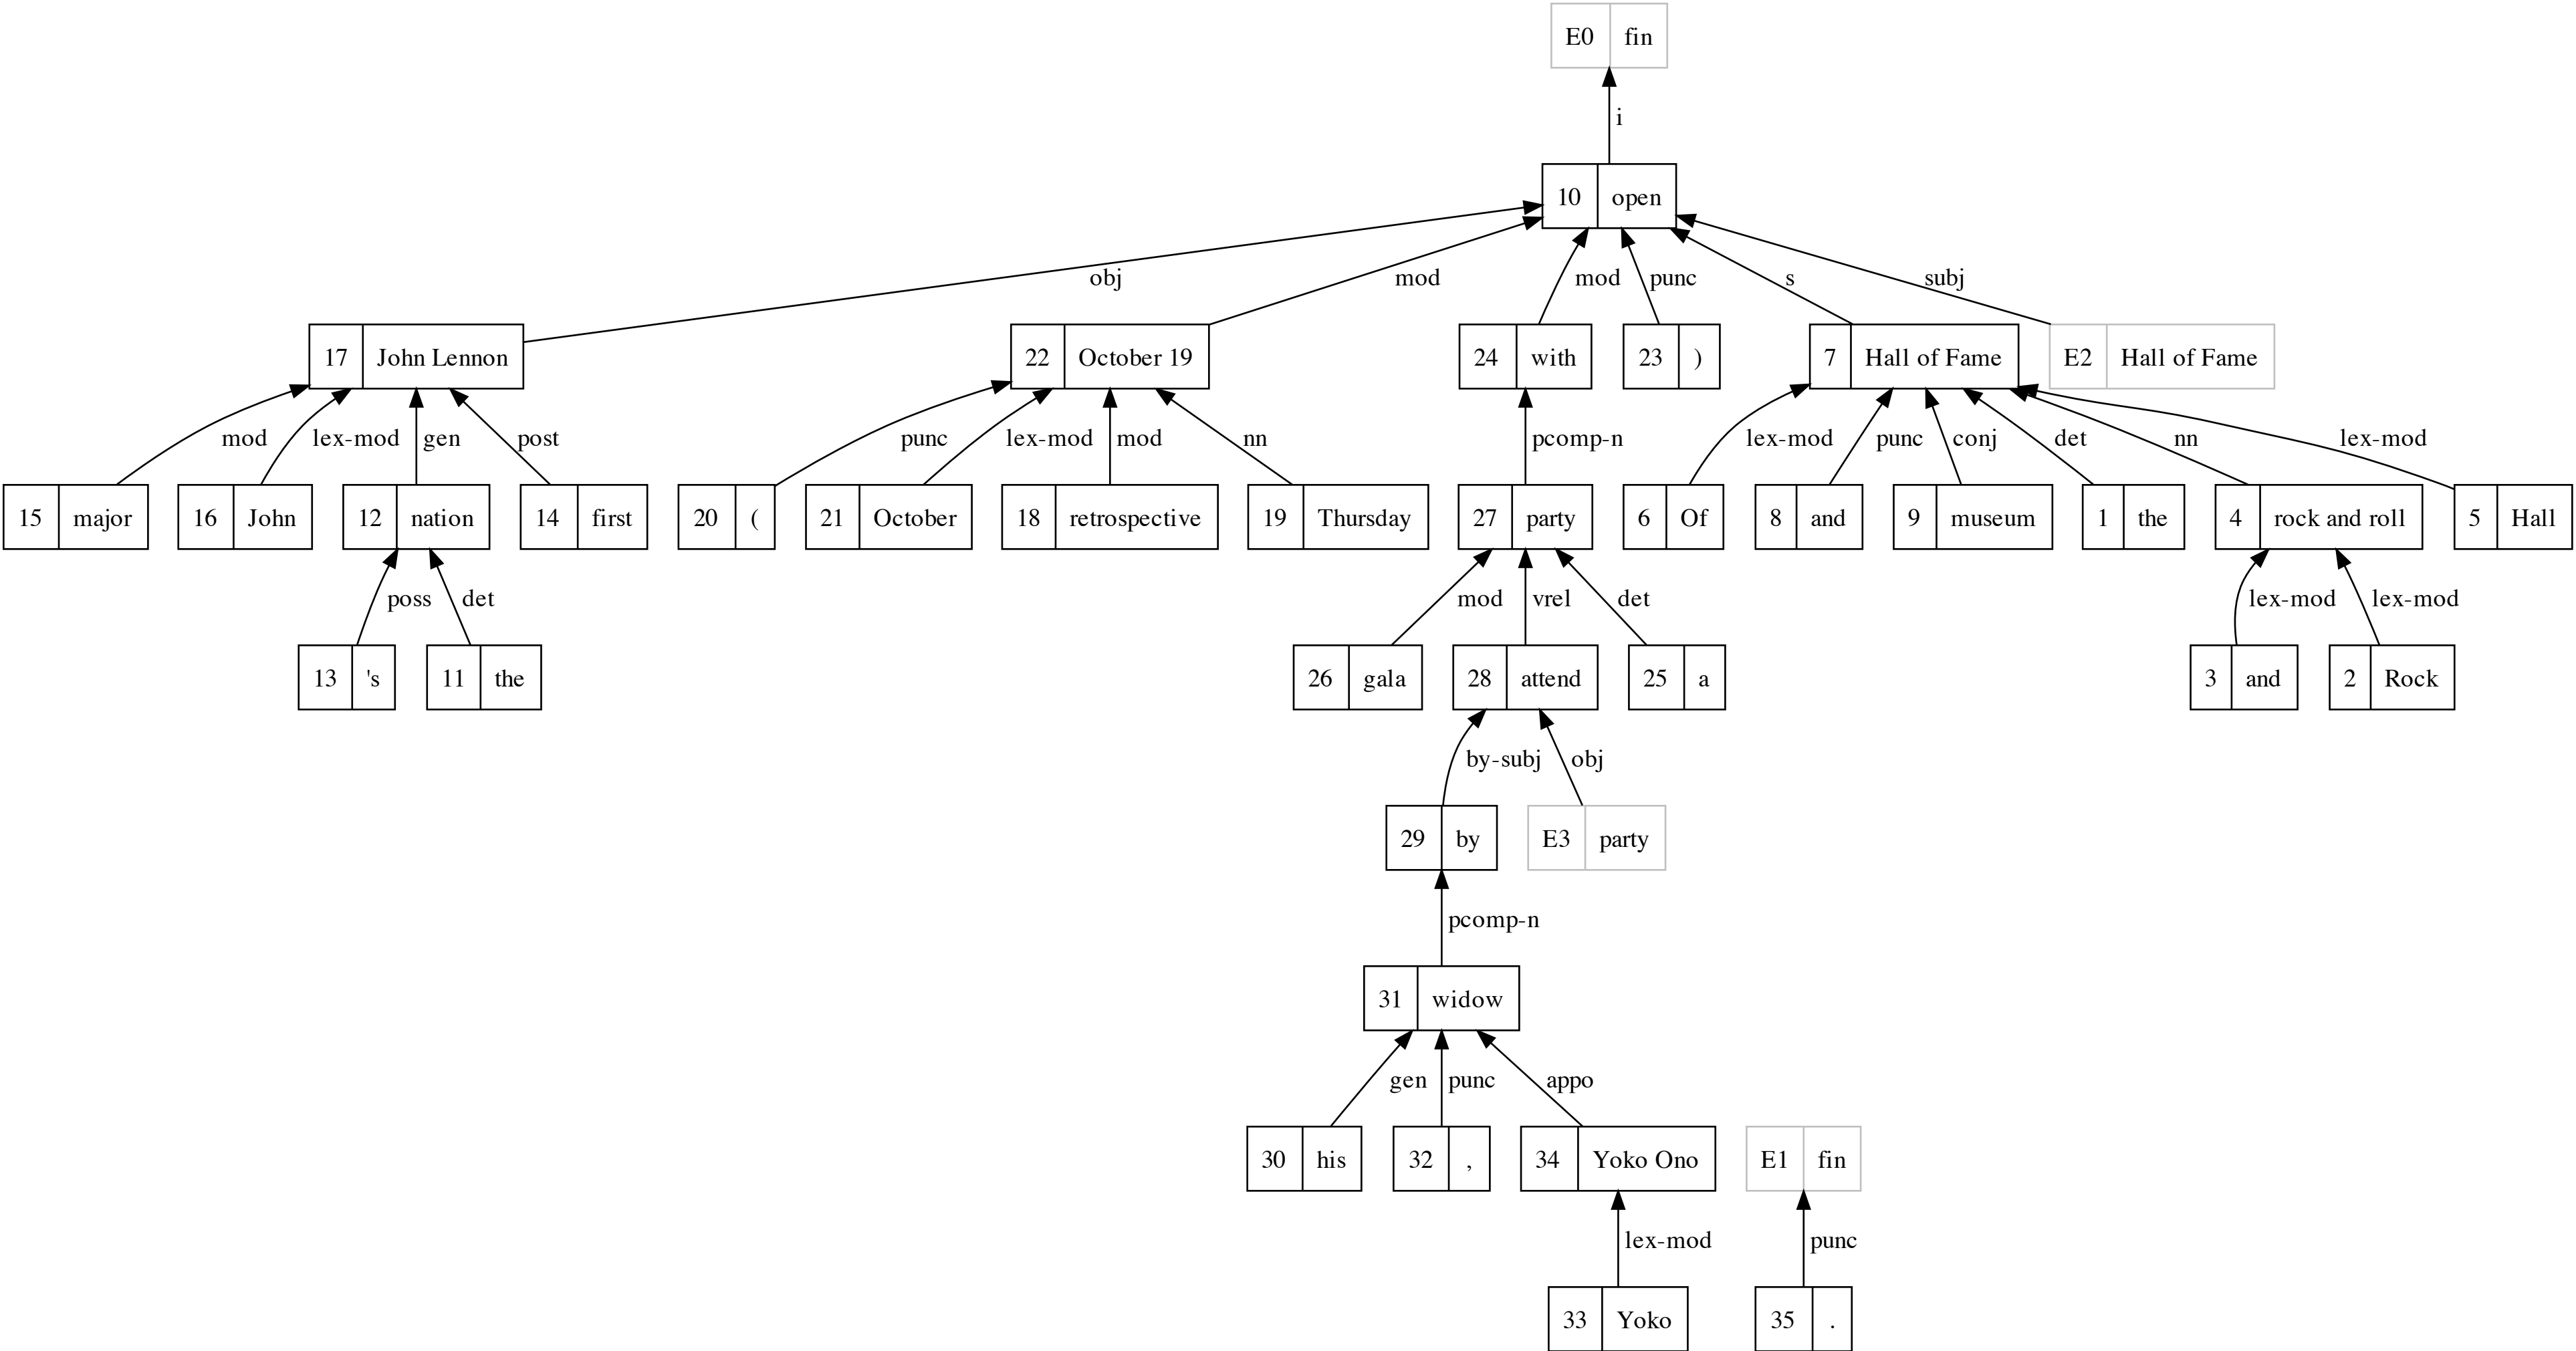 E0 fin
i
10 open
obj mod mod punc s subj
17 John Lennon 22 October 19 24 with 23 ) 7 Hall of Fame E2 Hall of Fame
mod lex-mod gen post punc lex-mod mod nn pcomp-n lex-mod punc conj det nn lex-mod
15 major 16 John 12 nation 14 first 20 ( 21 October 18 retrospective 19 Thursday 27 party 6 Of 8 and 9 museum 1 the 4 rock and roll 5 Hall
poss det mod vrel det lex-mod lex-mod
13 's 11 the 26 gala 28 attend 25 a 3 and 2 Rock
by-subj obj
29 by E3 party
pcomp-n
31 widow
gen punc appo
30 his 32 , 34 Yoko Ono E1 fin
lex-mod punc
33 Yoko 35 .